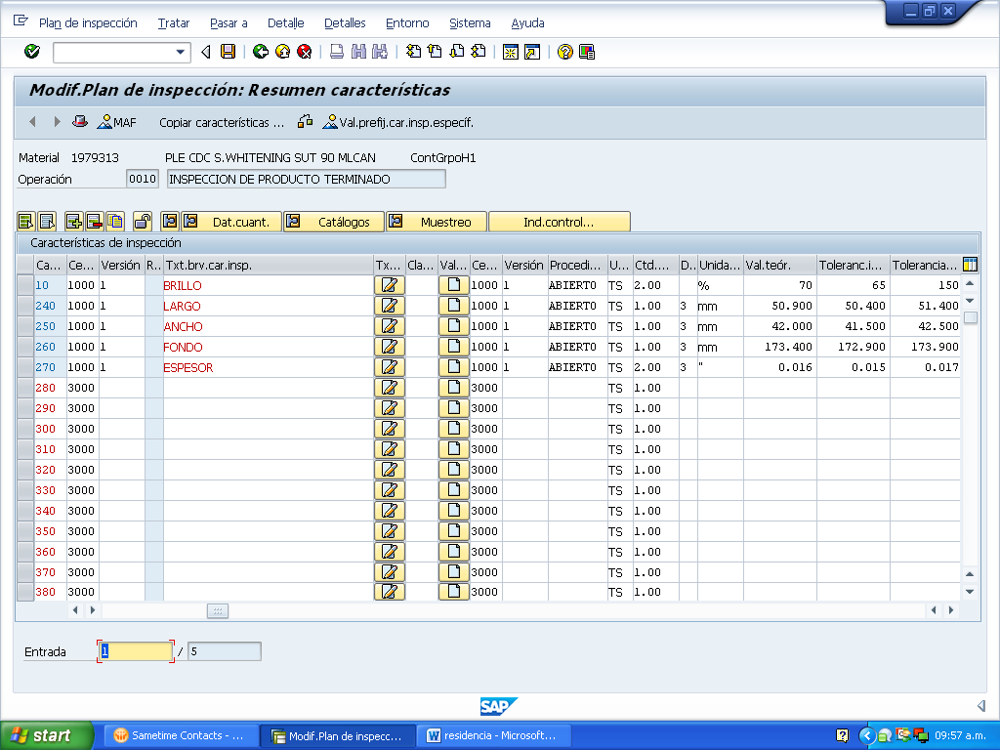 Plan de inspección Tratar Pasar a Detalle Detalles Entorno Sistema Ayuda
Modif.Plan de inspección: Resumen características
MAF Copiar características ... Val.prefij.car.insp.específ.
Material 1979313 PLE CDC S.WHITENING SUT 90 MLCAN ContGrpoH1
Operación 0010 INSPECCION DE PRODUCTO TERMINADO
Dat.cuant. Catálogos Muestreo Ind.control...
Características de inspección
Ca... Ce... Versión R.. Txt.brv.car.insp. Tx... Cla... Val... Ce... Versión Procedi... U... Ctd.... D.. Unida... Val.teór. Toleranc.i... Tolerancia...
10 1000 1 BRILLO 1000 1 ABIERTO TS 2.00 % 70 65 150
240 1000 1 LARGO 1000 1 ABIERTO TS 1.00 3 mm 50.900 50.400 51.400
250 1000 1 ANCHO 1000 1 ABIERTO TS 1.00 3 mm 42.000 41.500 42.500
260 1000 1 FONDO 1000 1 ABIERTO TS 1.00 3 mm 173.400 172.900 173.900
270 1000 1 ESPESOR 1000 1 ABIERTO TS 2.00 3 " 0.016 0.015 0.017
280 3000 3000 TS 1.00
290 3000 3000 TS 1.00
300 3000 3000 TS 1.00
310 3000 3000 TS 1.00
320 3000 3000 TS 1.00
330 3000 3000 TS 1.00
340 3000 3000 TS 1.00
350 3000 3000 TS 1.00
360 3000 3000 TS 1.00
370 3000 3000 TS 1.00
380 3000 3000 TS 1.00
Entrada 1 / 5
SAP
start Sametime Contacts - ... Modif.Plan de inspecc... residencia - Microsoft... 09:57 a.m.